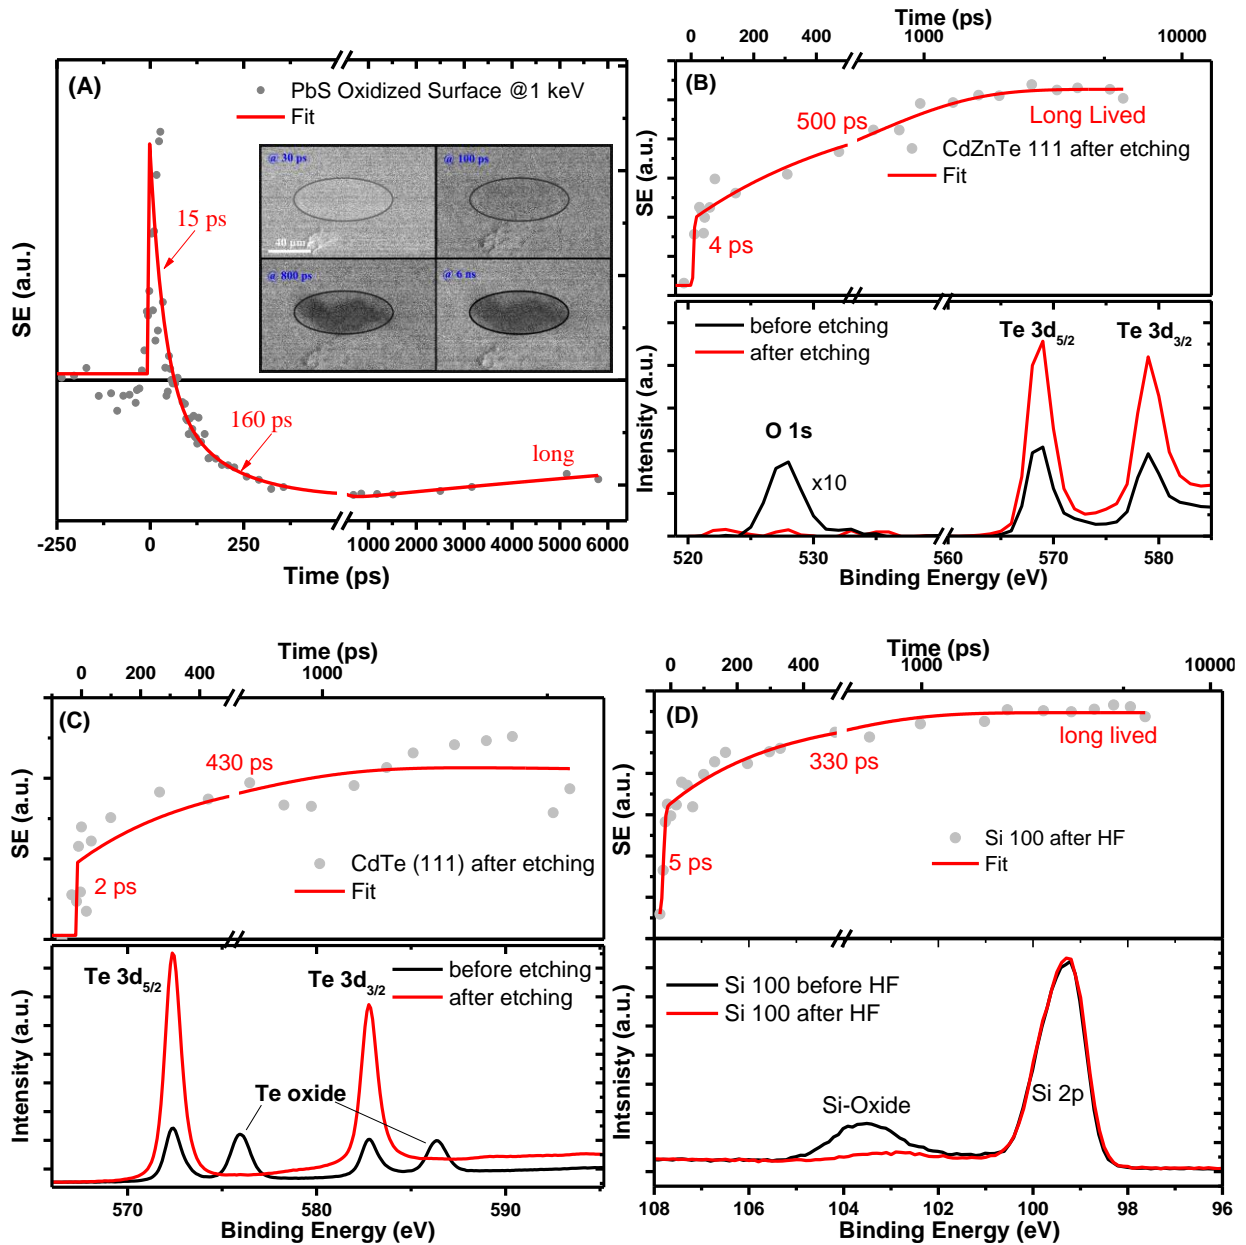 (A)
PbS Oxidized Surface @1 keV
Fit
@ 30 ps
@ 100 ps
40 μm
@ 800 ps
@ 6 ns
15 ps
160 ps
long
SE (a.u.)
-250 0 250 1000 2000 3000 4000 5000 6000
Time (ps)
Time (ps)
0 300 600 1000 10000
(B)
500 ps
Long Lived
CdZnTe 111 after etching
Fit
4 ps
SE (a.u.)
before etching
after etching
Te 3d5/2
Te 3d3/2
O 1s
x10
Intensity (a.u.)
520 530 560 570 580
Binding Energy (eV)
Time (ps)
0 200 400 1000
(C)
430 ps
CdTe (111) after etching
Fit
2 ps
SE (a.u.)
Te 3d5/2
Te 3d3/2
before etching
after etching
Te oxide
Intensity (a.u.)
570 580 590
Binding Energy (eV)
Time (ps)
0 300 600 1000 10000
(D)
long lived
330 ps
Si 100 after HF
Fit
5 ps
SE (a.u.)
Si 100 before HF
Si 100 after HF
Si-Oxide
Si 2p
Intsnisty (a.u.)
108 106 104 102 100 98 96
Binding Energy (eV)